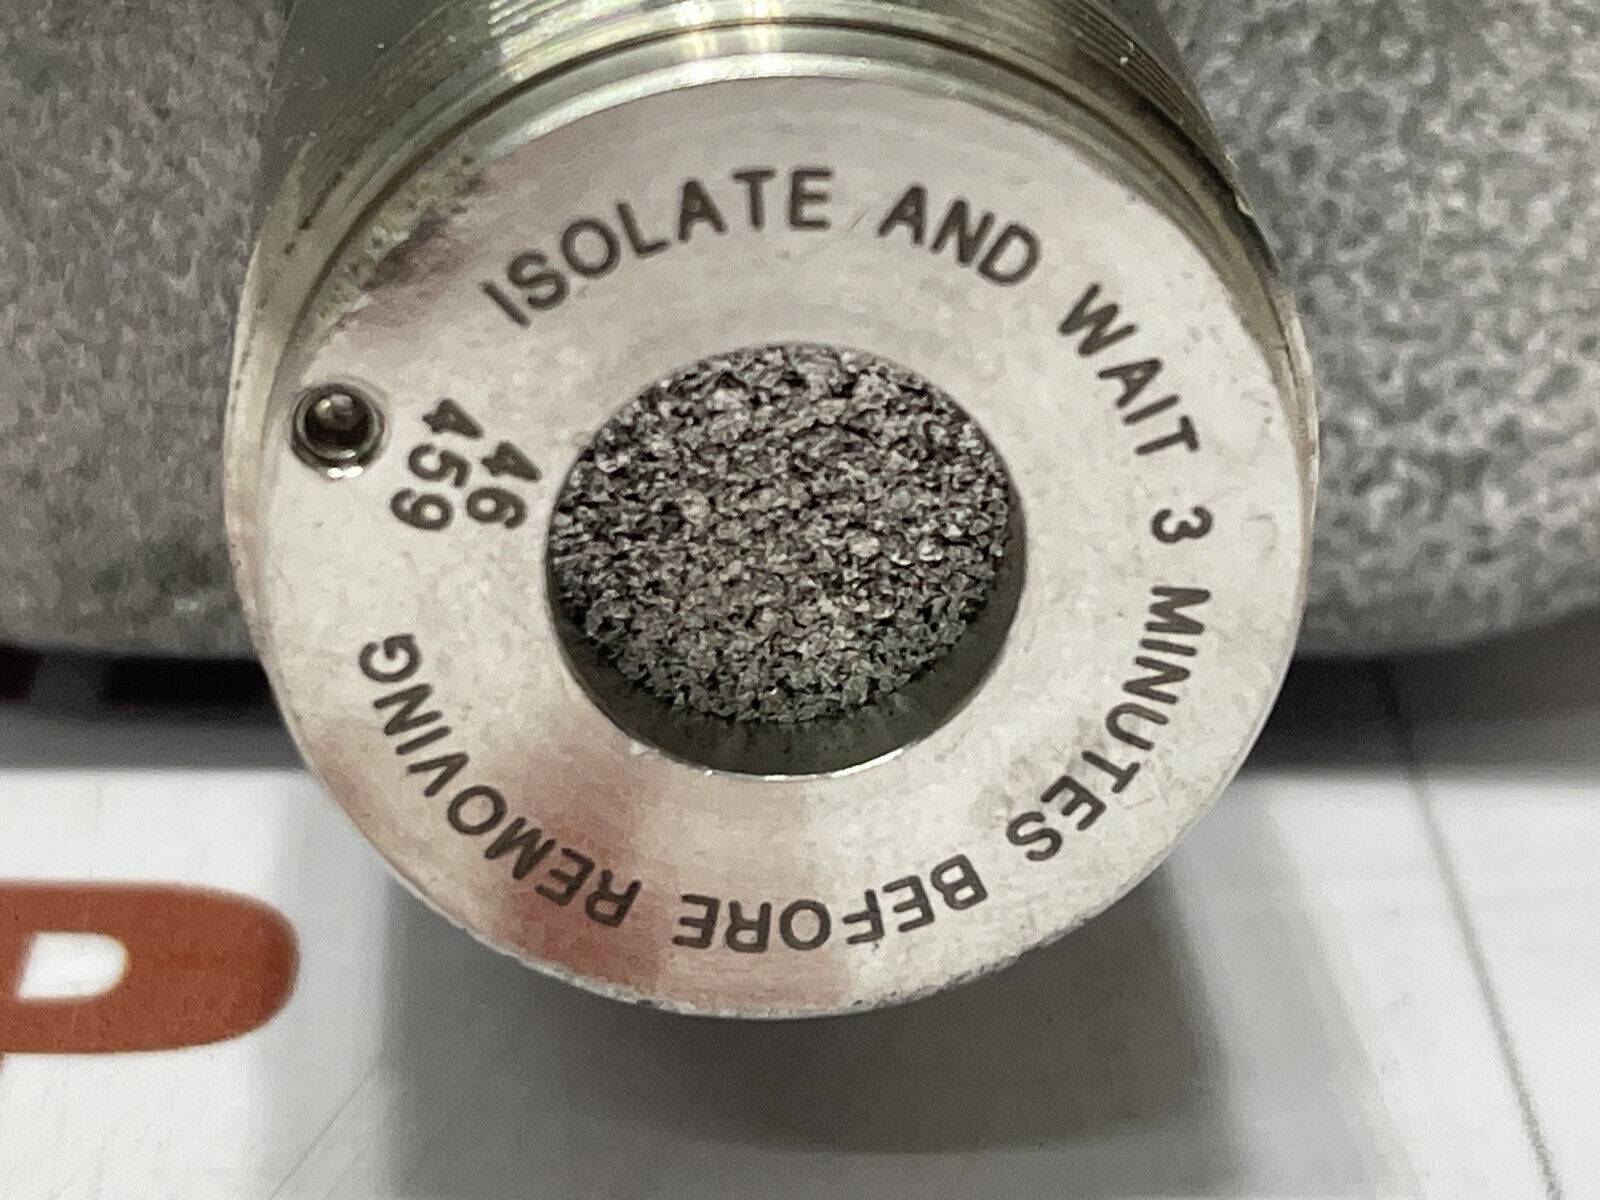 ISOLATE AND WAIT 3 MINUTES BEFORE REMOVING
46
459